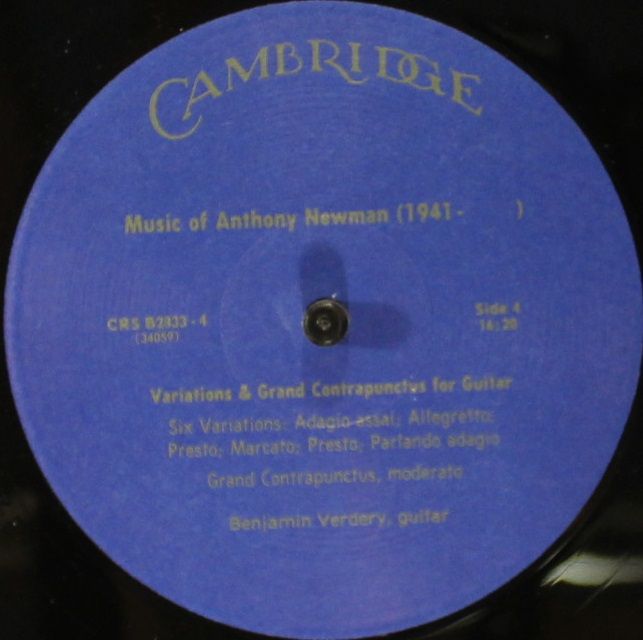 CAMBRIDGE
Music of Anthony Newman (1941- )
CRS B2833-4
(34059)
Side 4
16:20
Variations & Grand Contrapunctus for Guitar
Six Variations: Adagio assai; Allegretto;
Presto; Marcato; Presto; Parlando adagio
Grand Contrapunctus, moderato
Benjamin Verdery, guitar